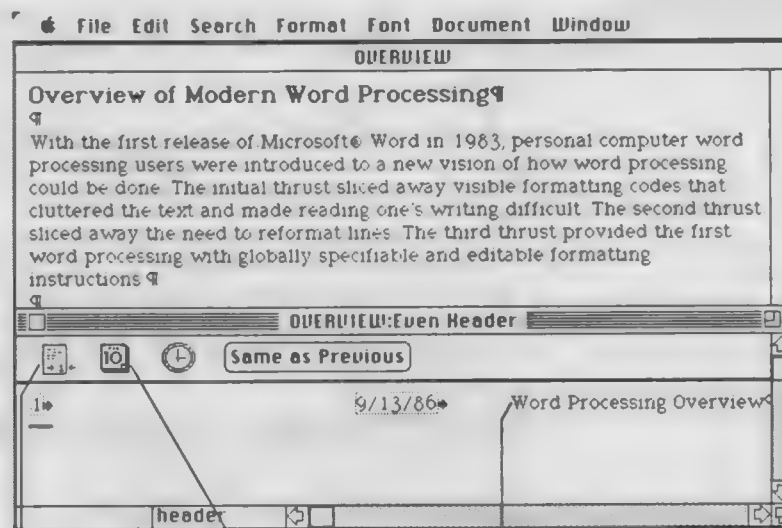 File Edit Search Format Font Document Window
OVERVIEW
Overview of Modern Word Processing¶
¶
With the first release of Microsoft® Word in 1983, personal computer word
processing users were introduced to a new vision of how word processing
could be done. The initial thrust sliced away visible formatting codes that
cluttered the text and made reading one's writing difficult. The second thrust
sliced away the need to reformat lines. The third thrust provided the first
word processing with globally specifiable and editable formatting
instructions.¶
¶
OVERVIEW:Even Header
10 Same as Previous
1 9/13/86 Word Processing Overview¶
header